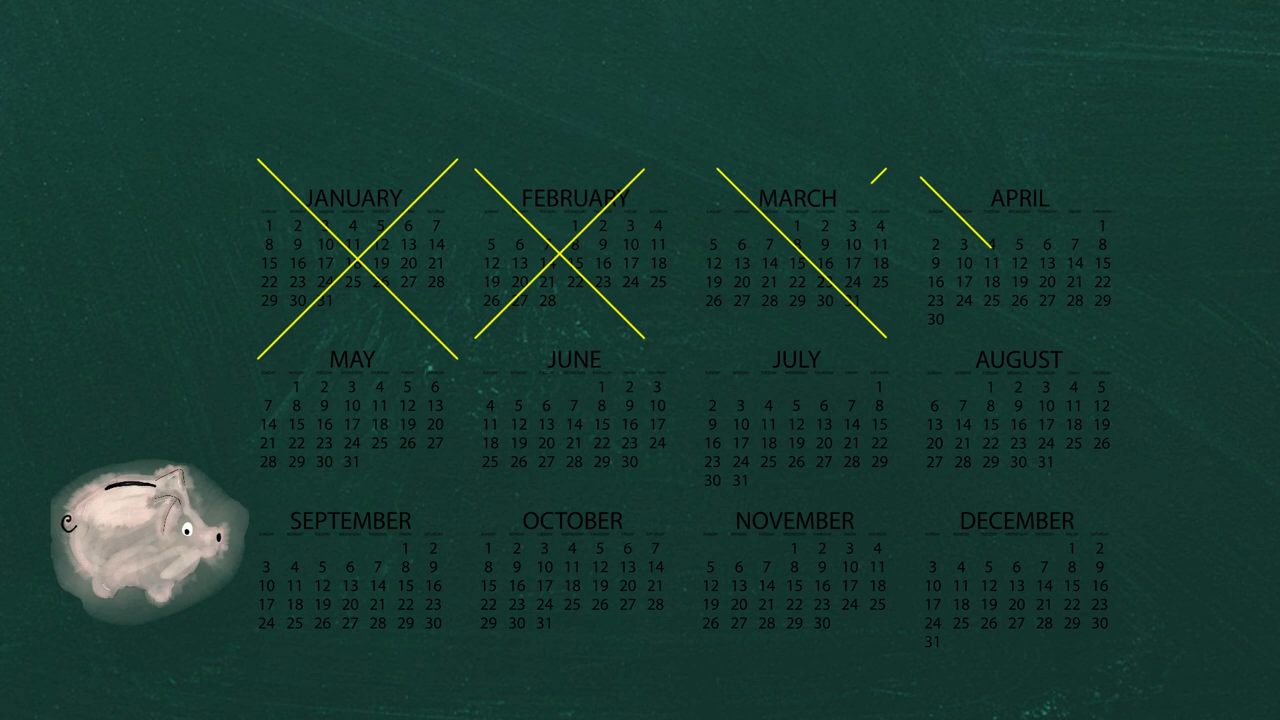 JANUARY FEBRUARY MARCH APRIL
1 2 3 4 5 6 7 1 2 3 4 1 2 3 4 1
8 9 10 11 12 13 14 5 6 7 8 9 10 11 5 6 7 8 9 10 11 2 3 4 5 6 7 8
15 16 17 18 19 20 21 12 13 14 15 16 17 18 12 13 14 15 16 17 18 9 10 11 12 13 14 15
22 23 24 25 26 27 28 19 20 21 22 23 24 25 19 20 21 22 23 24 25 16 17 18 19 20 21 22
29 30 31 26 27 28 26 27 28 29 30 31 23 24 25 26 27 28 29
30
MAY JUNE JULY AUGUST
1 2 3 4 5 6 1 2 3 1 1 2 3 4 5
7 8 9 10 11 12 13 4 5 6 7 8 9 10 2 3 4 5 6 7 8 6 7 8 9 10 11 12
14 15 16 17 18 19 20 11 12 13 14 15 16 17 9 10 11 12 13 14 15 13 14 15 16 17 18 19
21 22 23 24 25 26 27 18 19 20 21 22 23 24 16 17 18 19 20 21 22 20 21 22 23 24 25 26
28 29 30 31 25 26 27 28 29 30 23 24 25 26 27 28 29 27 28 29 30 31
30 31
SEPTEMBER OCTOBER NOVEMBER DECEMBER
1 2 1 2 3 4 5 6 7 1 2 3 4 1 2
3 4 5 6 7 8 9 8 9 10 11 12 13 14 5 6 7 8 9 10 11 3 4 5 6 7 8 9
10 11 12 13 14 15 16 15 16 17 18 19 20 21 12 13 14 15 16 17 18 10 11 12 13 14 15 16
17 18 19 20 21 22 23 22 23 24 25 26 27 28 19 20 21 22 23 24 25 17 18 19 20 21 22 23
24 25 26 27 28 29 30 29 30 31 26 27 28 29 30 24 25 26 27 28 29 30
31